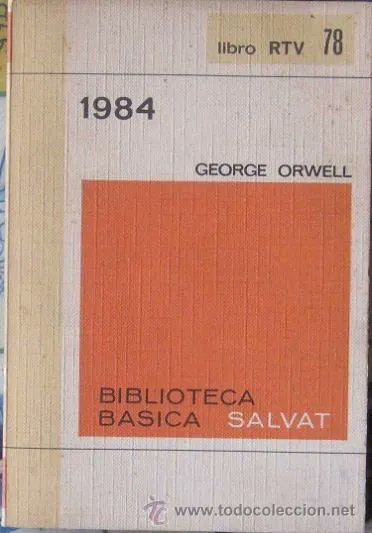 libro RTV 78
1984
GEORGE ORWELL
BIBLIOTECA
BASICA SALVAT
www.todocoleccion.net